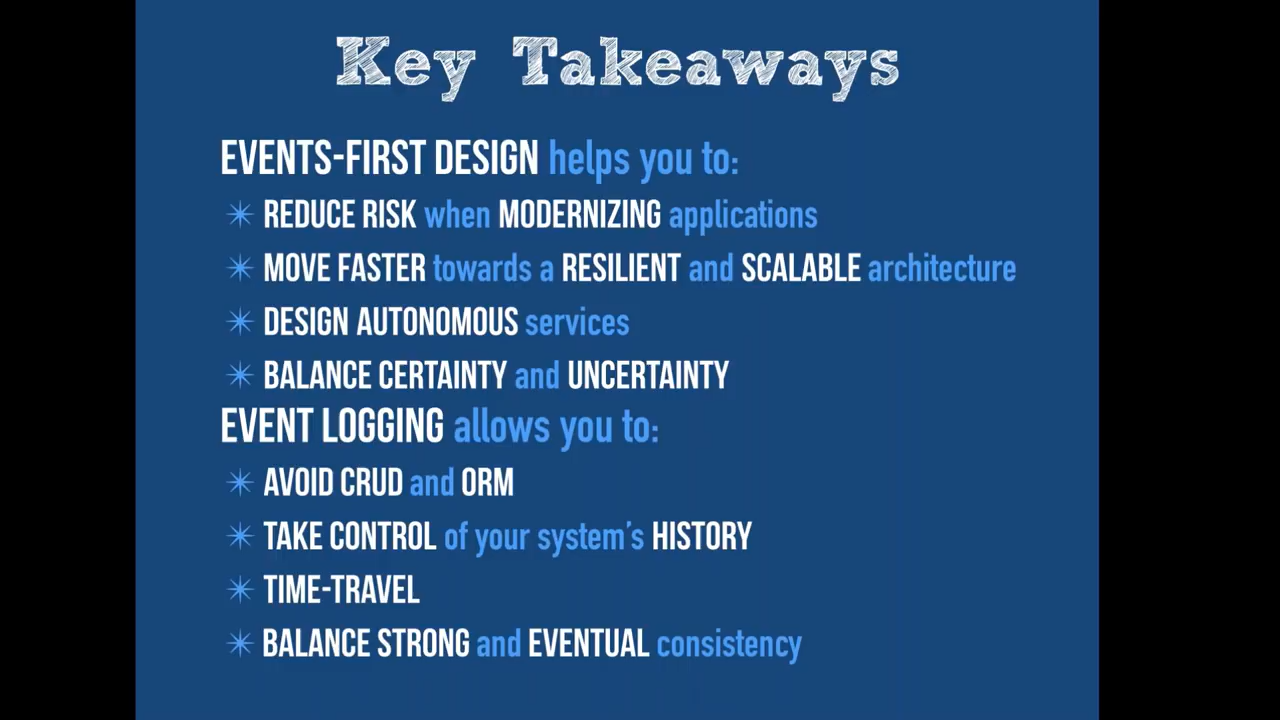 Key Takeaways
EVENTS-FIRST DESIGN helps you to:
REDUCE RISK when MODERNIZING applications
MOVE FASTER towards a RESILIENT and SCALABLE architecture
DESIGN AUTONOMOUS services
BALANCE CERTAINTY and UNCERTAINTY
EVENT LOGGING allows you to:
AVOID CRUD and ORM
TAKE CONTROL of your system's HISTORY
TIME-TRAVEL
BALANCE STRONG and EVENTUAL consistency